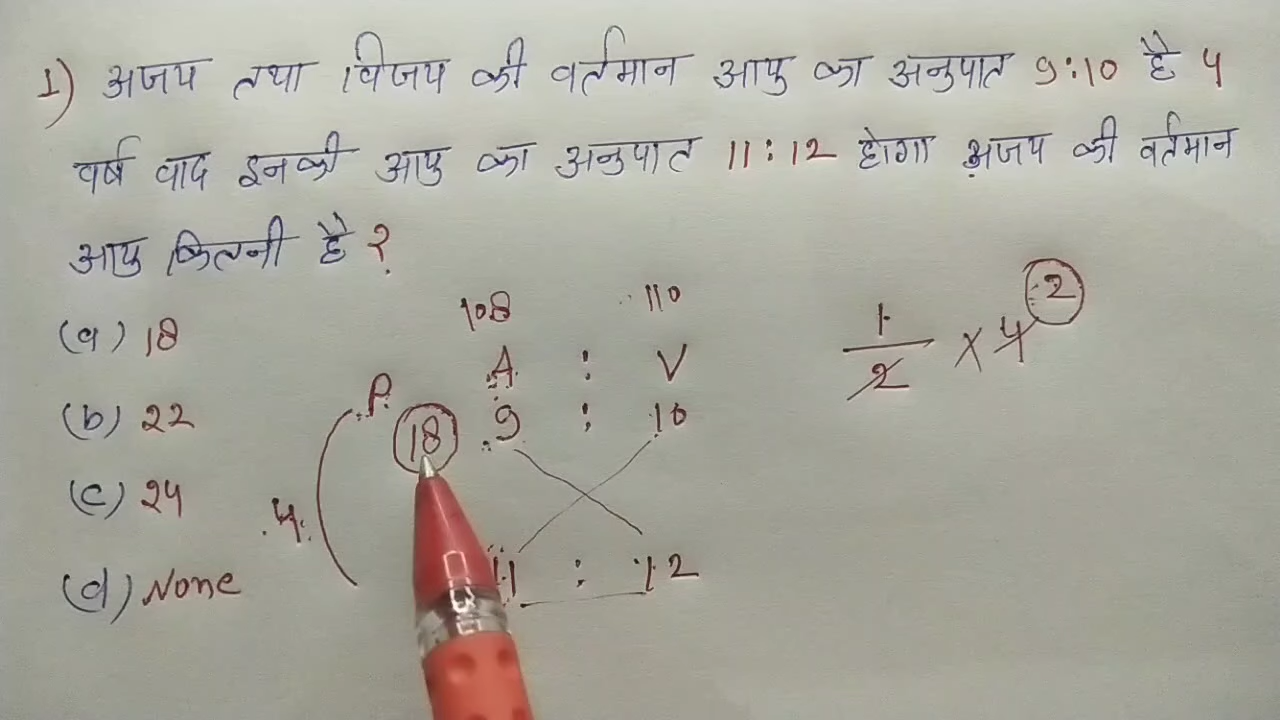 1) अजय तथा विजय की वर्तमान आयु का अनुपात 9:10 है 4
वर्ष बाद इनकी आयु का अनुपात 11:12 होगा अजय की वर्तमान
आयु कितनी है ?
(a) 18
(b) 22
(c) 24
(d) None
108 110
A : V
P 18 9 : 10
4
11 : 12
1/2 × 4 2